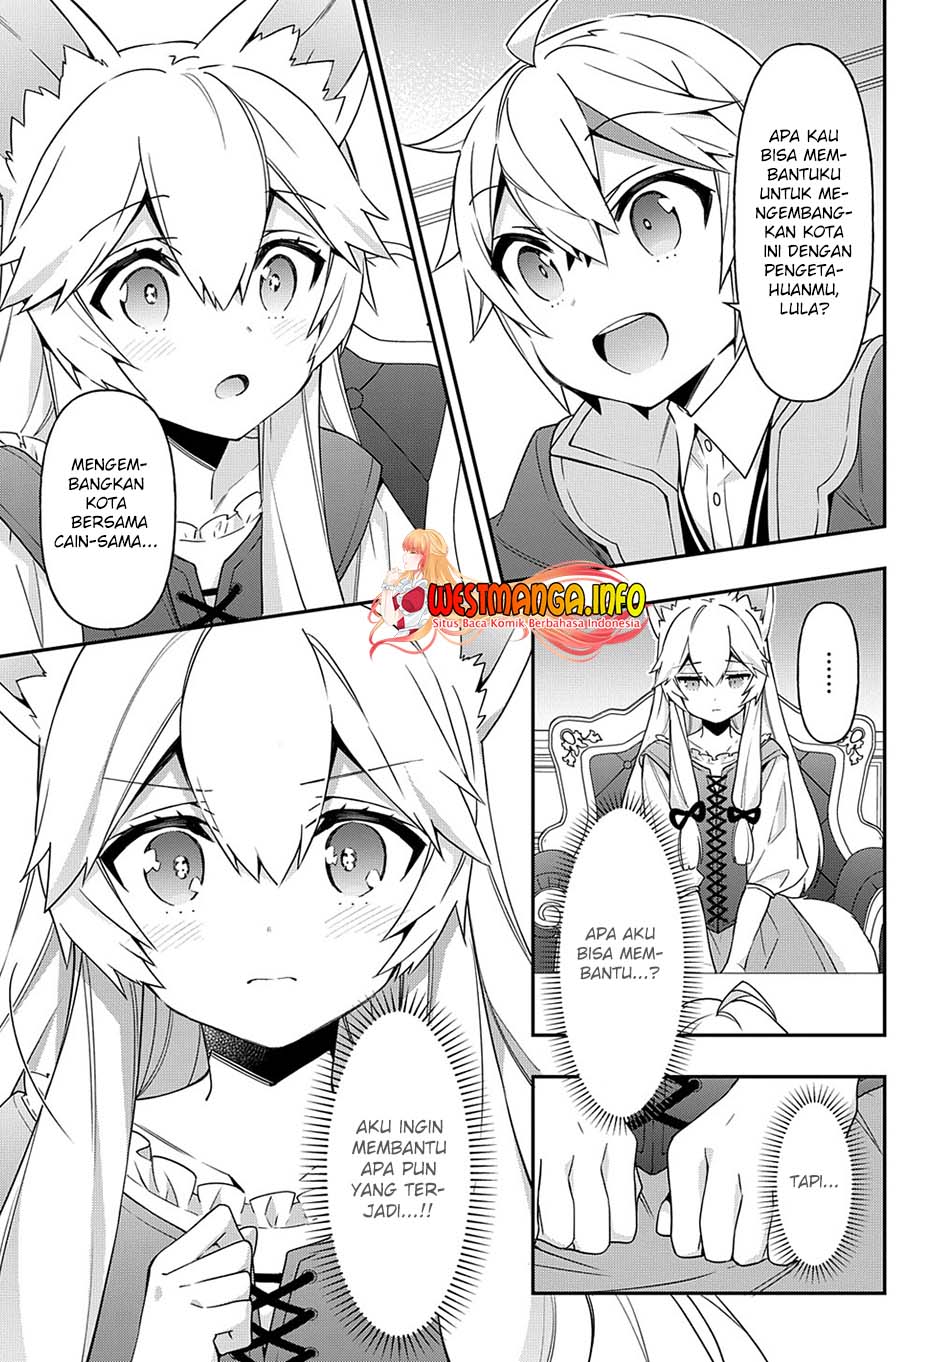 APA KAU
BISA MEM-
BANTUKU
UNTUK ME-
NGEMBANG-
KAN KOTA
INI DENGAN
PENGETA-
HUANMU,
LULA?
MENGEM-
BANGKAN
KOTA
BERSAMA
CAIN-SAMA...
WESTMANGA.INFO
Situs Baca Komik Berbahasa Indonesia
........
APA AKU
BISA MEM-
BANTU...?
TAPI...
AKU INGIN
MEMBANTU
APA PUN
YANG TER-
JADI...!!